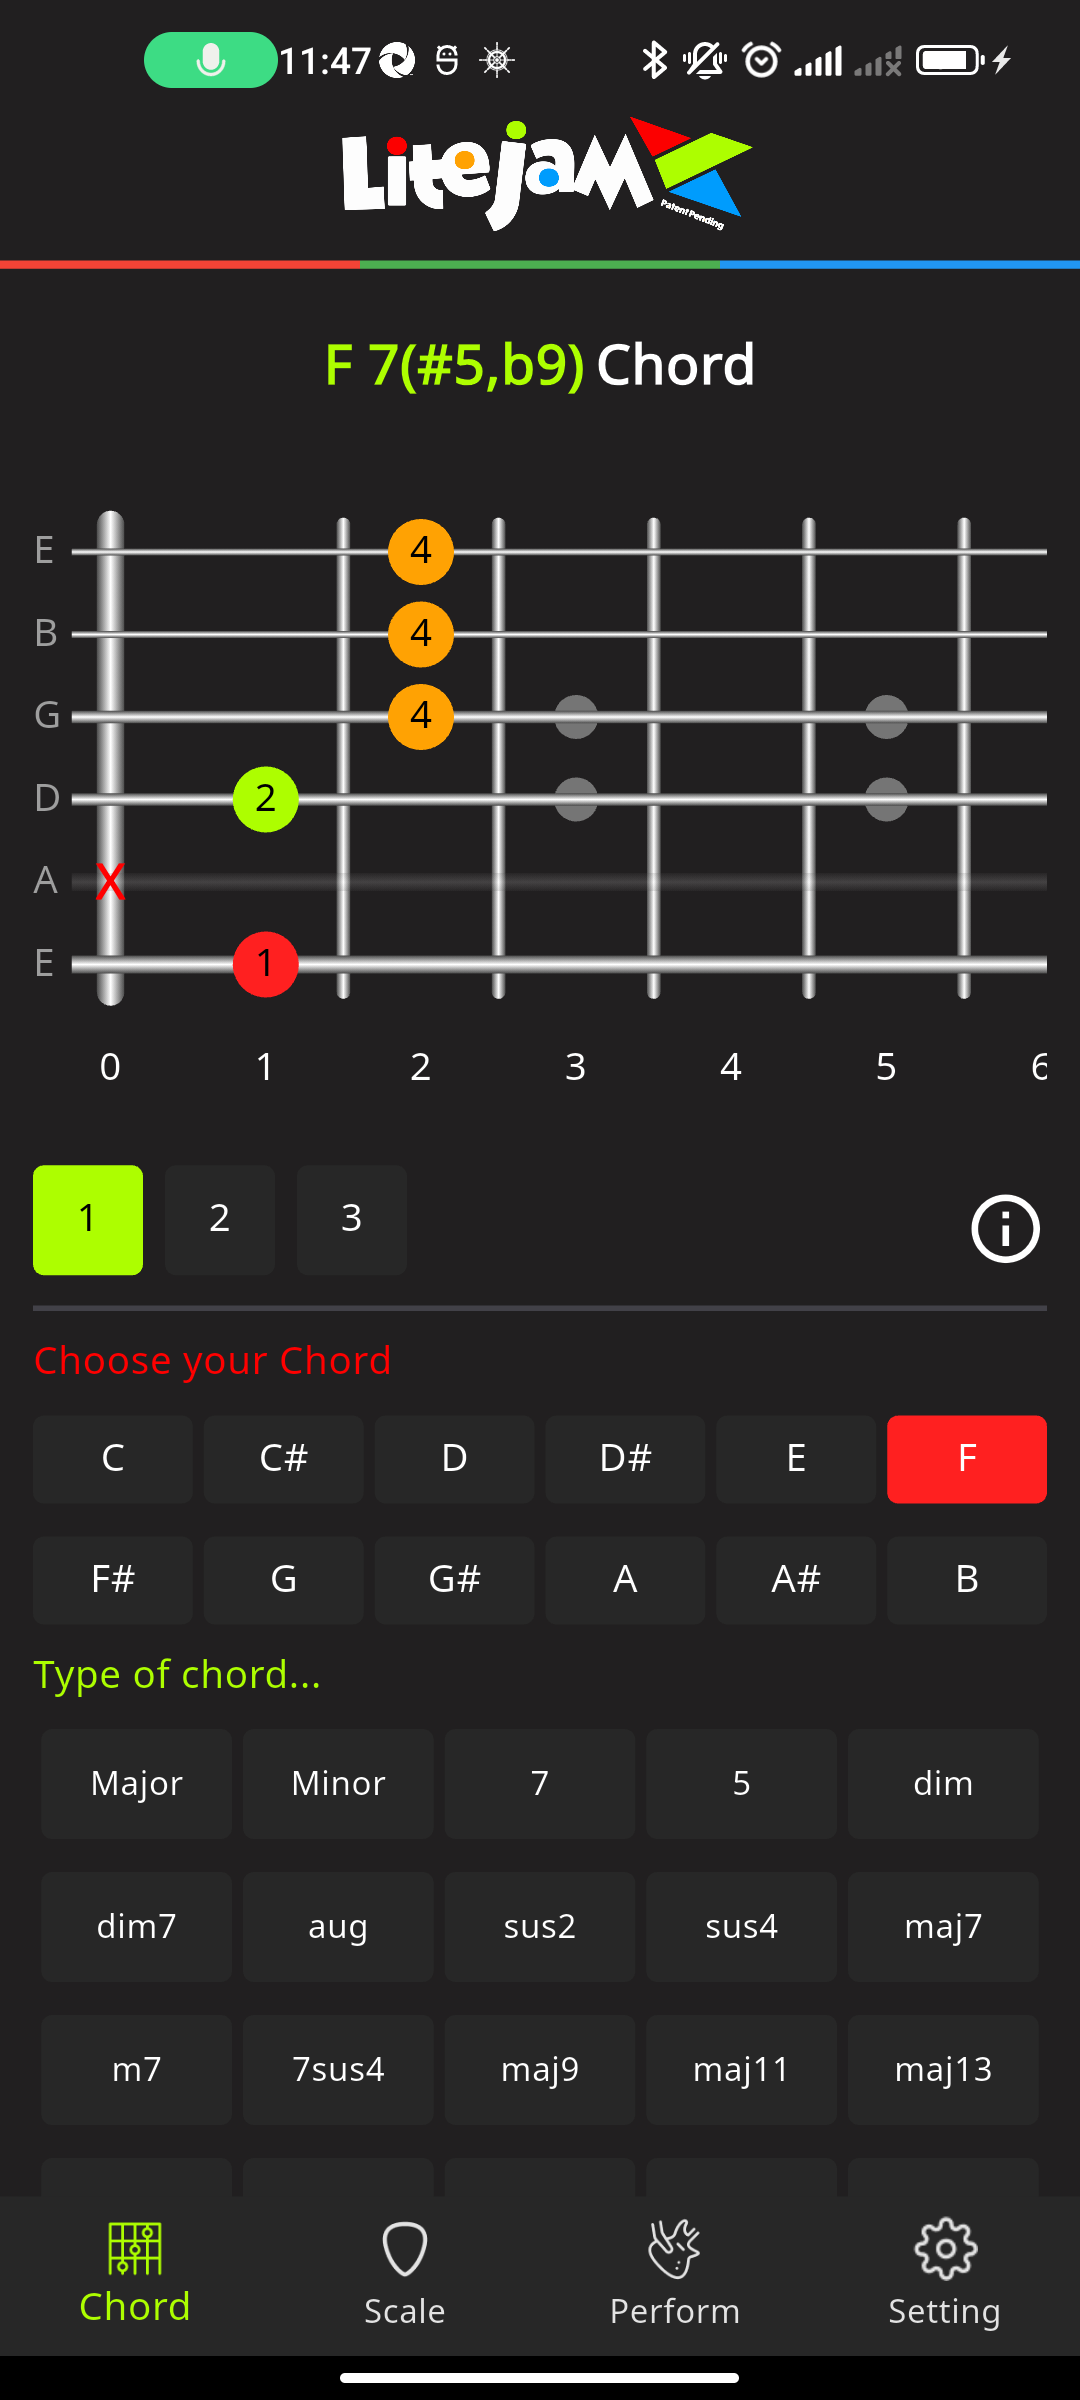 11:47
LiteJam
Patent Pending
F 7(#5,b9) Chord
E 4
B 4
G 4
D 2
A X
E 1
0 1 2 3 4 5 6
1 2 3
Choose your Chord
C C# D D# E F
F# G G# A A# B
Type of chord...
Major Minor 7 5 dim
dim7 aug sus2 sus4 maj7
m7 7sus4 maj9 maj11 maj13
Chord Scale Perform Setting